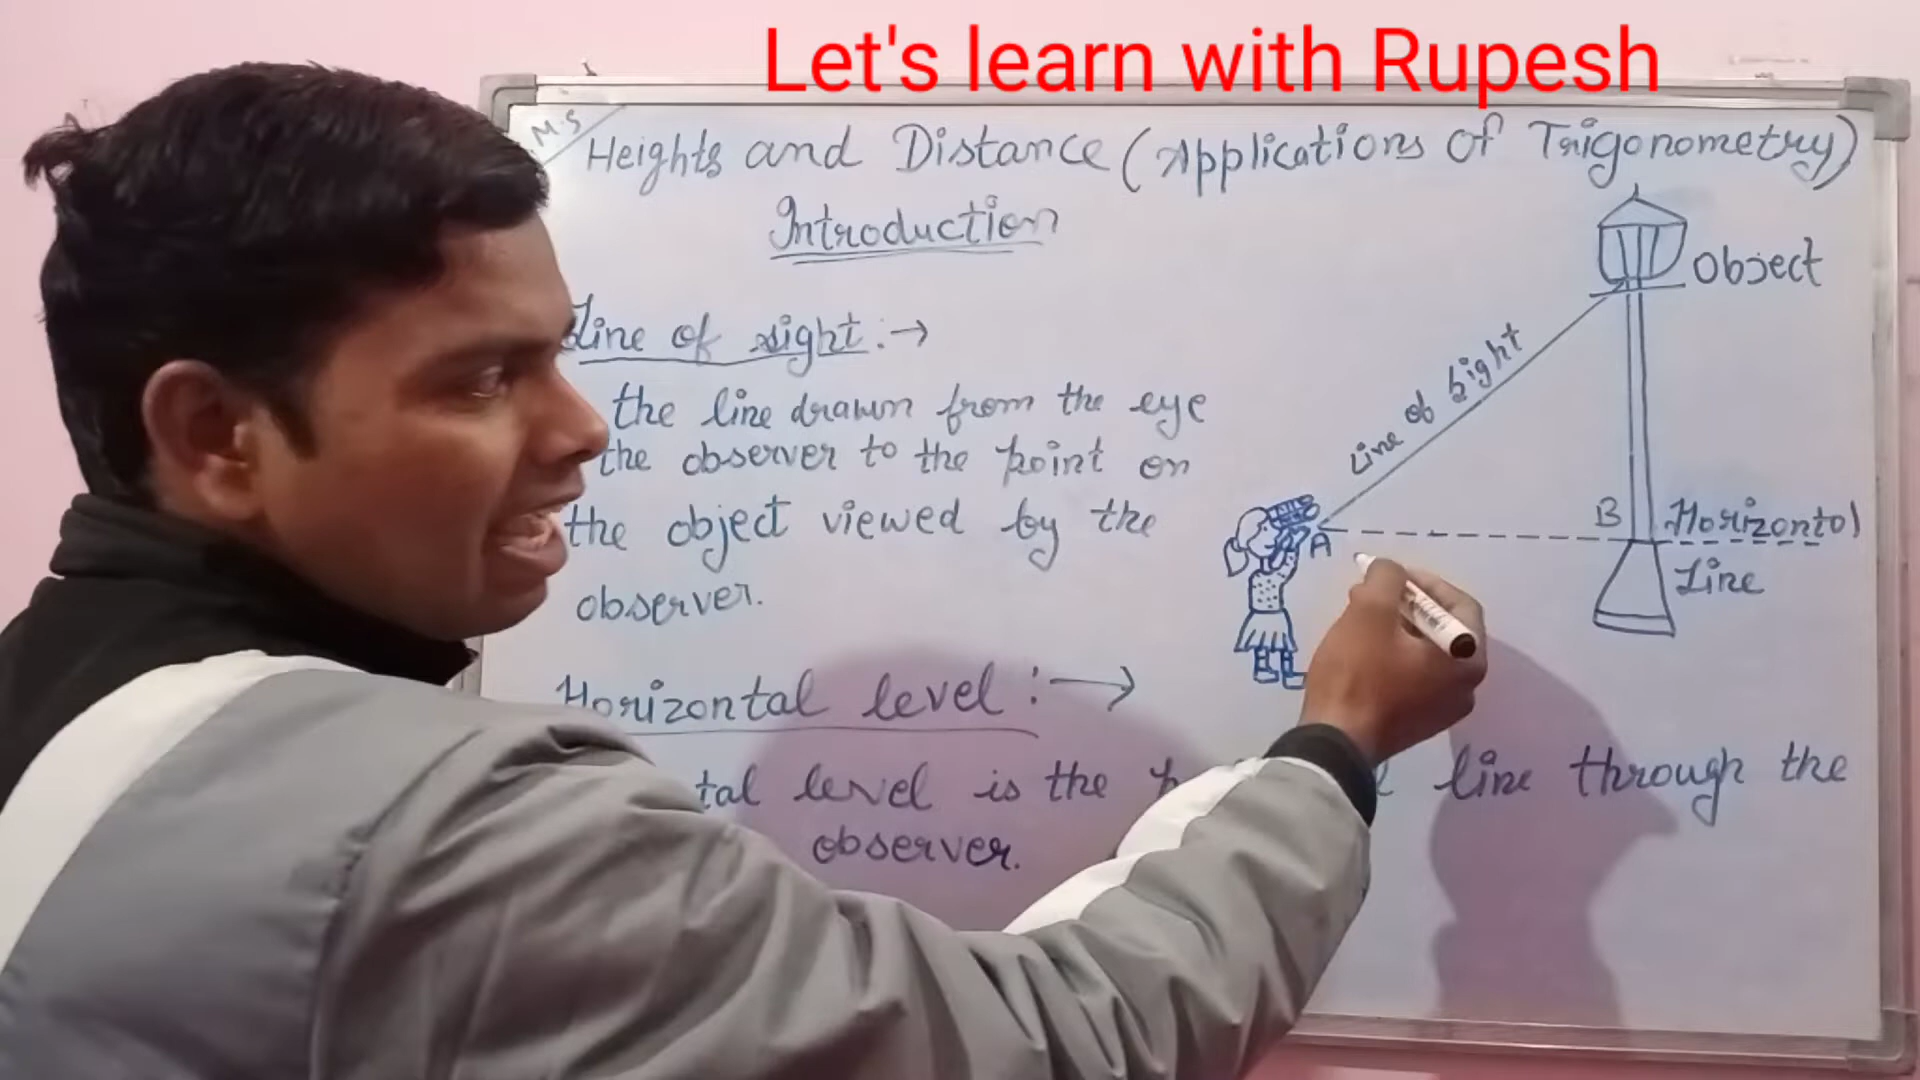 Let's learn with Rupesh
M.S
Heights and Distance (Applications of Trigonometry)
Introduction
Object
Line of sight :→
Line of Sight
the line drawn from the eye
the observer to the point on
the object viewed by the
observer.
A
B
Horizontal
Line
Horizontal level :→
tal level is the line through the
observer.